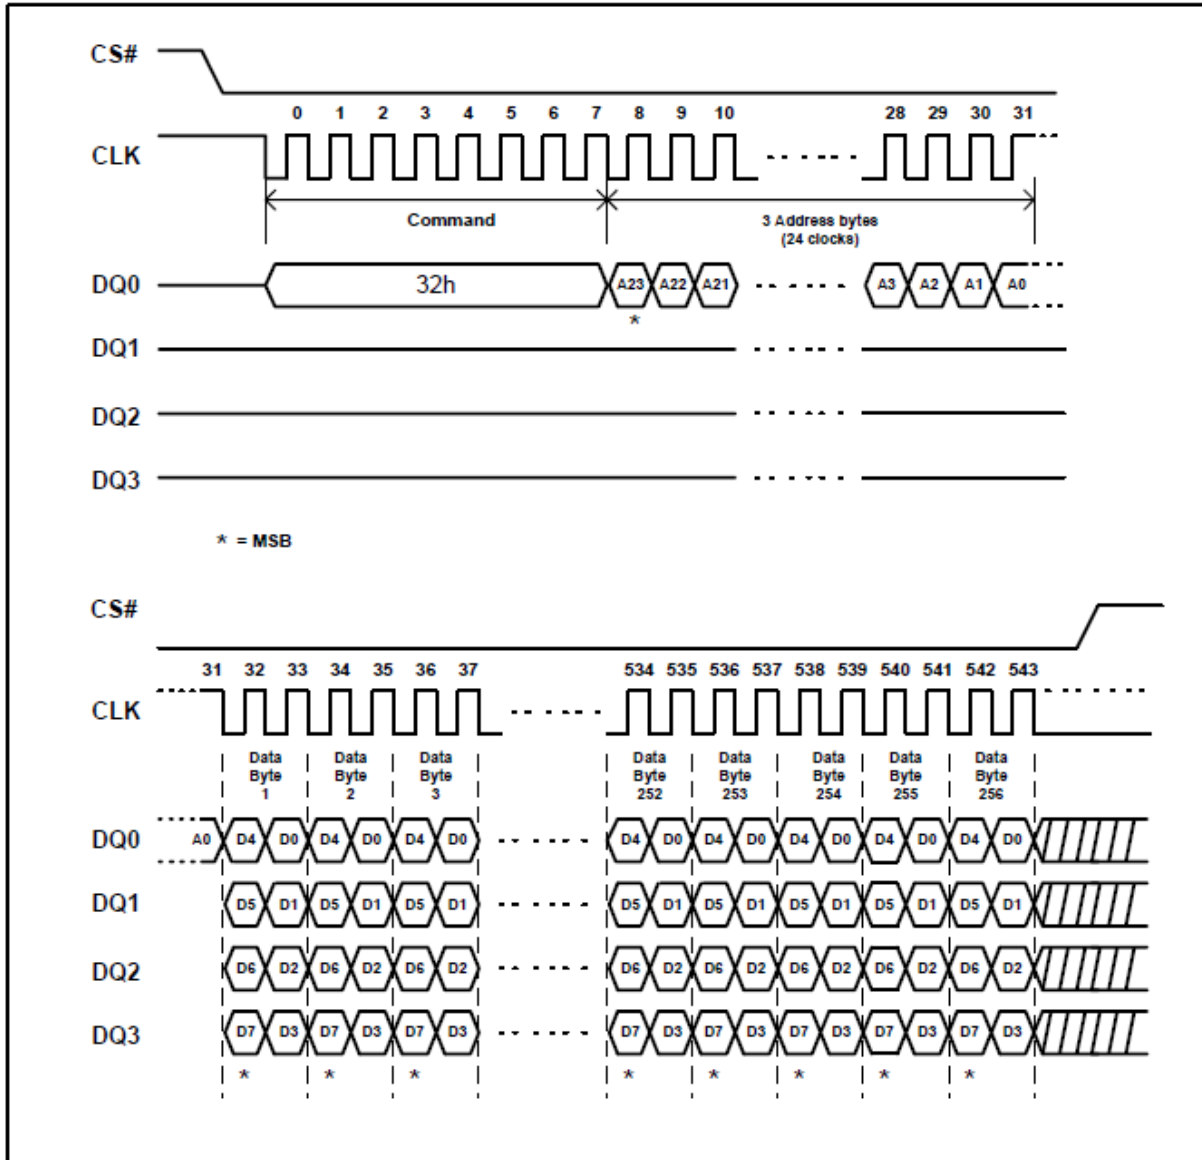 CS#
0 1 2 3 4 5 6 7 8 9 10 28 29 30 31
CLK
Command
3 Address bytes
(24 clocks)
DQ0 32h A23 A22 A21 A3 A2 A1 A0
*
DQ1
DQ2
DQ3
* = MSB
CS#
31 32 33 34 35 36 37 534 535 536 537 538 539 540 541 542 543
CLK
Data Data Data Data Data Data Data Data
Byte Byte Byte Byte Byte Byte Byte Byte
1 2 3 252 253 254 255 256
DQ0 A0 D4 D0 D4 D0 D4 D0 D4 D0 D4 D0 D4 D0 D4 D0 D4 D0
DQ1 D5 D1 D5 D1 D5 D1 D5 D1 D5 D1 D5 D1 D5 D1 D5 D1
DQ2 D6 D2 D6 D2 D6 D2 D6 D2 D6 D2 D6 D2 D6 D2 D6 D2
DQ3 D7 D3 D7 D3 D7 D3 D7 D3 D7 D3 D7 D3 D7 D3 D7 D3
* * * * * * * *